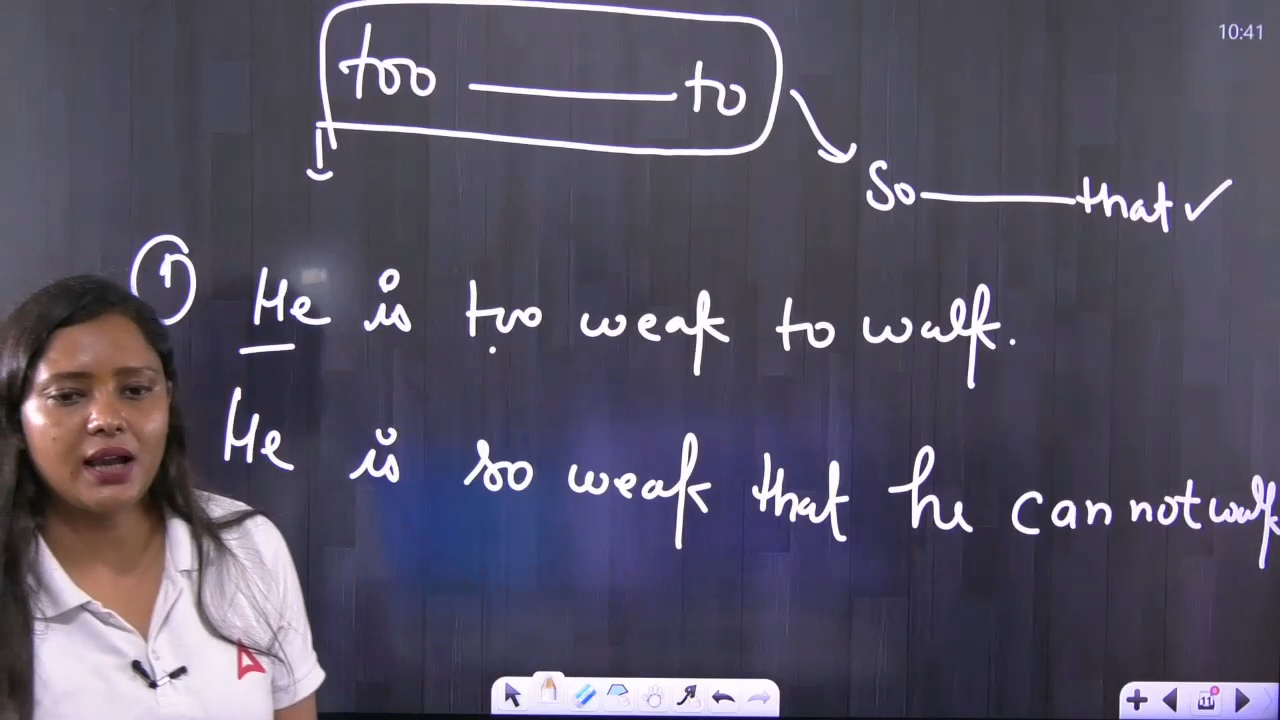 10:41
too ——— to
So ——— that ✓
① He is too weak to walk.
He is so weak that he can not walk
11